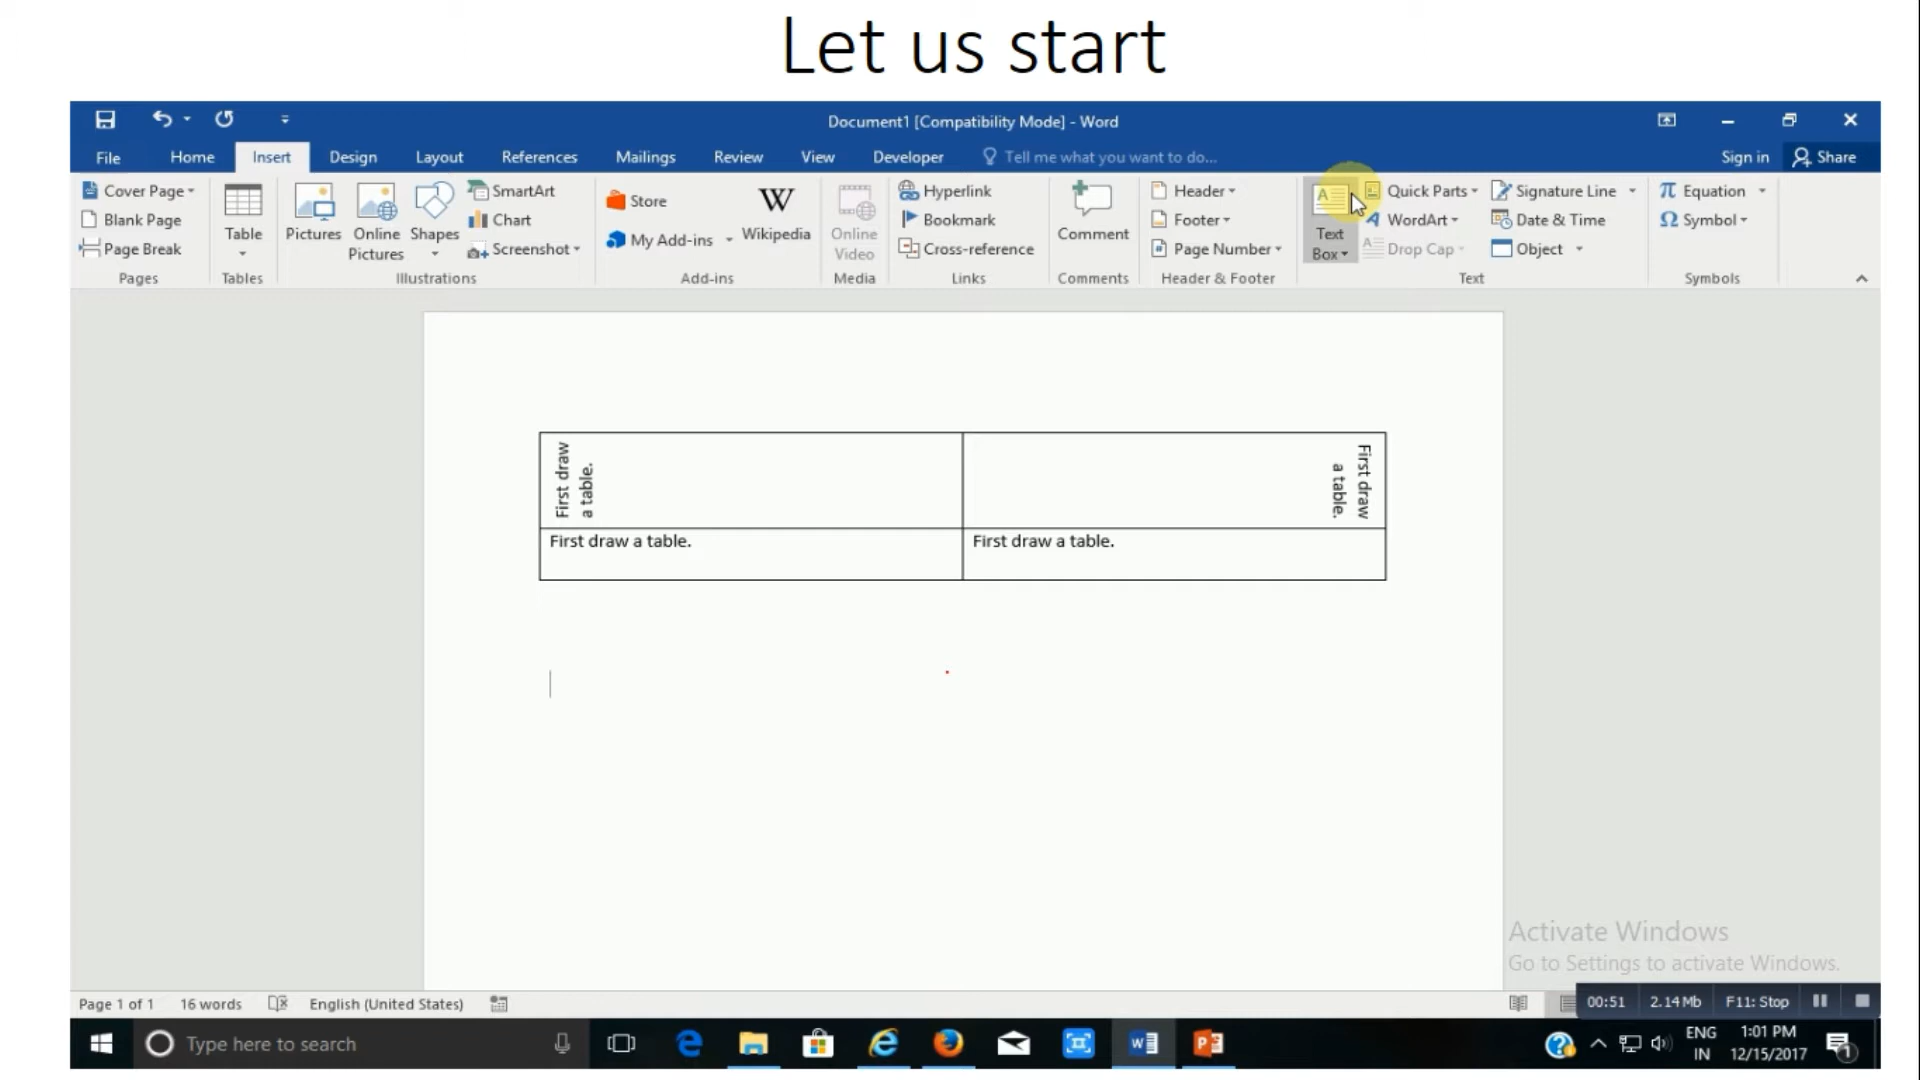 Let us start
Document1 [Compatibility Mode] - Word
File Home Insert Design Layout References Mailings Review View Developer Tell me what you want to do... Sign in Share
Cover Page
Blank Page
Page Break
Pages
Table
Tables
Pictures
Online Pictures
Shapes
SmartArt
Chart
Screenshot
Illustrations
Store
My Add-ins
W
Wikipedia
Add-ins
Online Video
Media
Hyperlink
Bookmark
Cross-reference
Links
Comment
Comments
Header
Footer
Page Number
Header & Footer
A
Text Box
Quick Parts
WordArt
Drop Cap
Signature Line
Date & Time
Object
Text
π Equation
Ω Symbol
Symbols
First draw
a table.
First draw
a table.
First draw a table.
First draw a table.
Activate Windows
Go to Settings to activate Windows.
Page 1 of 1 16 words English (United States)
00:51 2.14 Mb F11: Stop
Type here to search
ENG
IN
1:01 PM
12/15/2017
1